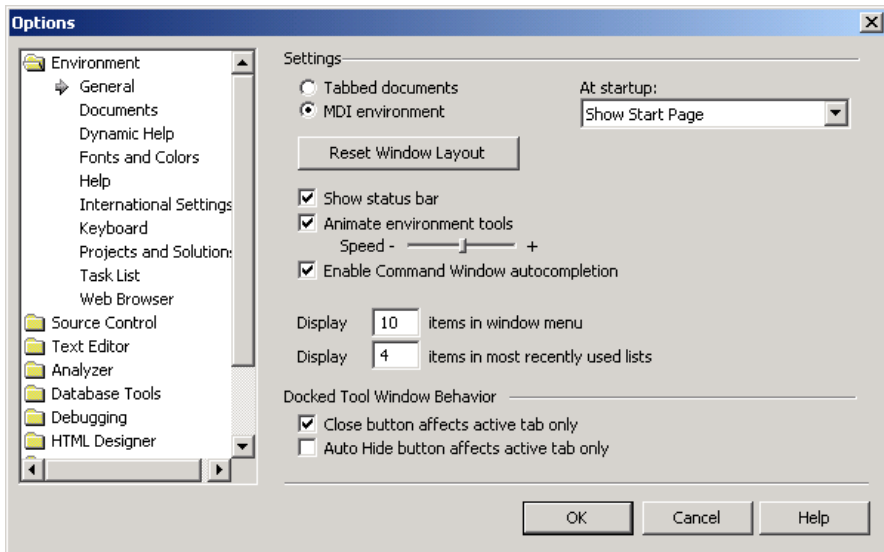 Options
Environment
General
Documents
Dynamic Help
Fonts and Colors
Help
International Settings
Keyboard
Projects and Solution
Task List
Web Browser
Source Control
Text Editor
Analyzer
Database Tools
Debugging
HTML Designer
Settings
Tabbed documents
MDI environment
At startup:
Show Start Page
Reset Window Layout
Show status bar
Animate environment tools
Speed - +
Enable Command Window autocompletion
Display 10 items in window menu
Display 4 items in most recently used lists
Docked Tool Window Behavior
Close button affects active tab only
Auto Hide button affects active tab only
OK Cancel Help